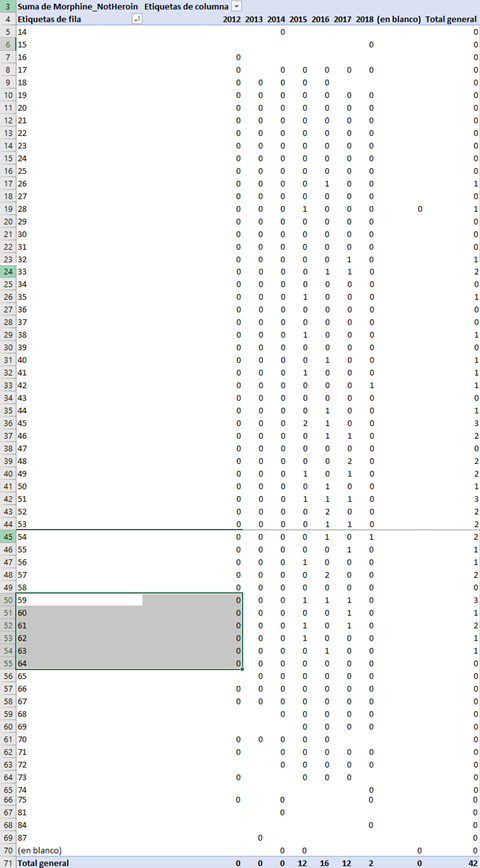 3 Suma de Morphine_NotHeroin Etiquetas de columna
4 Etiquetas de fila 2012 2013 2014 2015 2016 2017 2018 (en blanco) Total general
5 14 0 0
6 15 0 0
7 16 0 0
8 17 0 0 0 0 0 0 0
9 18 0 0 0 0 0 0
10 19 0 0 0 0 0 0 0 0
11 20 0 0 0 0 0 0 0 0
12 21 0 0 0 0 0 0 0 0
13 22 0 0 0 0 0 0 0 0
14 23 0 0 0 0 0 0 0 0
15 24 0 0 0 0 0 0 0 0
16 25 0 0 0 0 0 0 0 0
17 26 0 0 0 0 1 0 0 1
18 27 0 0 0 0 0 0 0 0
19 28 0 0 0 1 0 0 0 0 1
20 29 0 0 0 0 0 0 0 0
21 30 0 0 0 0 0 0 0 0
22 31 0 0 0 0 0 0 0 0
23 32 0 0 0 0 0 1 0 1
24 33 0 0 0 0 1 1 0 2
25 34 0 0 0 0 0 0 0 0
26 35 0 0 0 1 0 0 0 1
27 36 0 0 0 0 0 0 0 0
28 37 0 0 0 0 0 0 0 0
29 38 0 0 0 1 0 0 0 1
30 39 0 0 0 0 0 0 0 0
31 40 0 0 0 0 1 0 0 1
32 41 0 0 0 1 0 0 0 1
33 42 0 0 0 0 0 0 1 1
34 43 0 0 0 0 0 0 0 0
35 44 0 0 0 0 1 0 0 1
36 45 0 0 0 2 1 0 0 3
37 46 0 0 0 0 1 1 0 2
38 47 0 0 0 0 0 0 0 0
39 48 0 0 0 0 0 2 0 2
40 49 0 0 0 1 0 1 0 2
41 50 0 0 0 0 1 0 0 1
42 51 0 0 0 1 1 1 0 3
43 52 0 0 0 0 2 0 0 2
44 53 0 0 0 0 1 1 0 2
45 54 0 0 0 0 1 0 1 2
46 55 0 0 0 0 0 1 0 1
47 56 0 0 0 1 0 0 0 1
48 57 0 0 0 0 2 0 0 2
49 58 0 0 0 0 0 0 0 0
50 59 0 0 0 1 1 1 0 3
51 60 0 0 0 0 0 1 0 1
52 61 0 0 0 1 0 1 0 2
53 62 0 0 0 1 0 0 0 1
54 63 0 0 0 0 1 0 0 1
55 64 0 0 0 0 0 0 0 0
56 65 0 0 0 0 0 0 0
57 66 0 0 0 0 0 0 0 0
58 67 0 0 0 0 0 0 0 0
59 68 0 0 0 0 0 0
60 69 0 0 0 0 0
61 70 0 0 0 0 0 0
62 71 0 0 0 0 0 0 0
63 72 0 0 0 0 0 0
64 73 0 0 0 0 0
65 74 0 0
66 75 0 0 0 0
67 81 0 0
68 84 0 0
69 87 0 0
70 (en blanco) 0 0 0 0
71 Total general 0 0 0 12 16 12 2 0 42